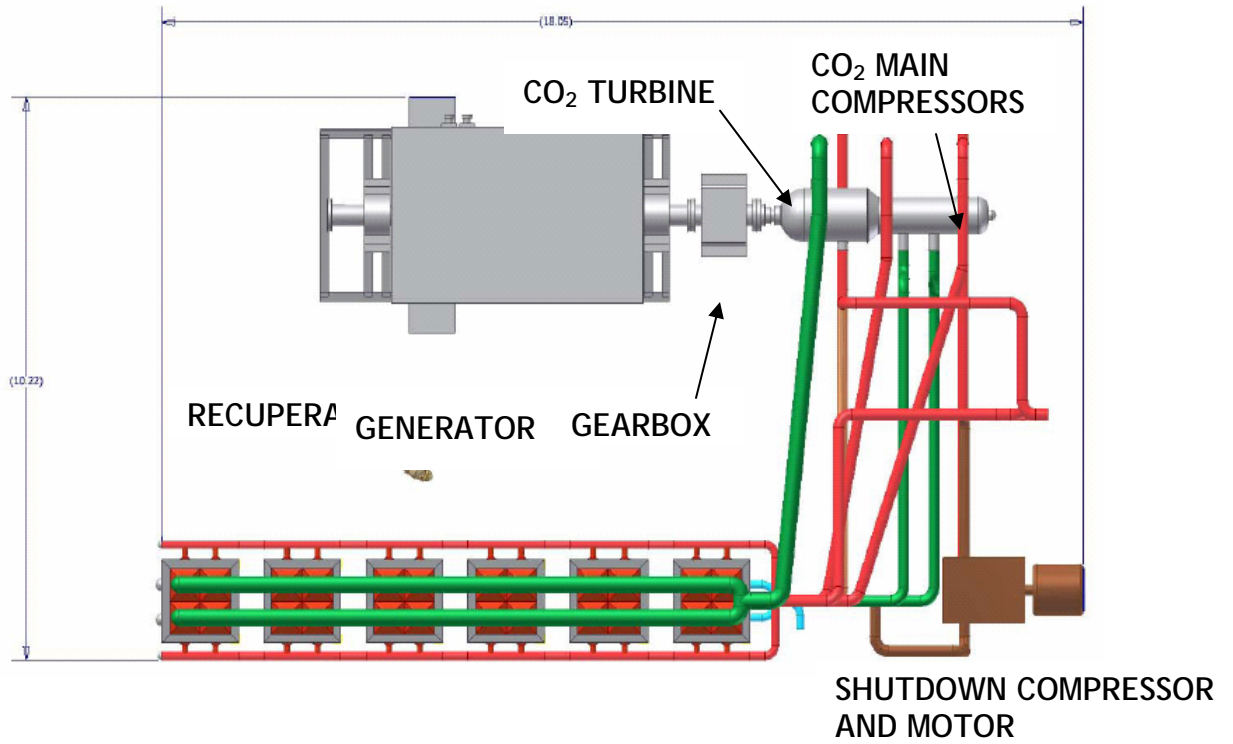 (18.05)
CO₂ MAIN
COMPRESSORS
CO₂ TURBINE
(10.22)
RECUPERA
GENERATOR
GEARBOX
SHUTDOWN COMPRESSOR
AND MOTOR